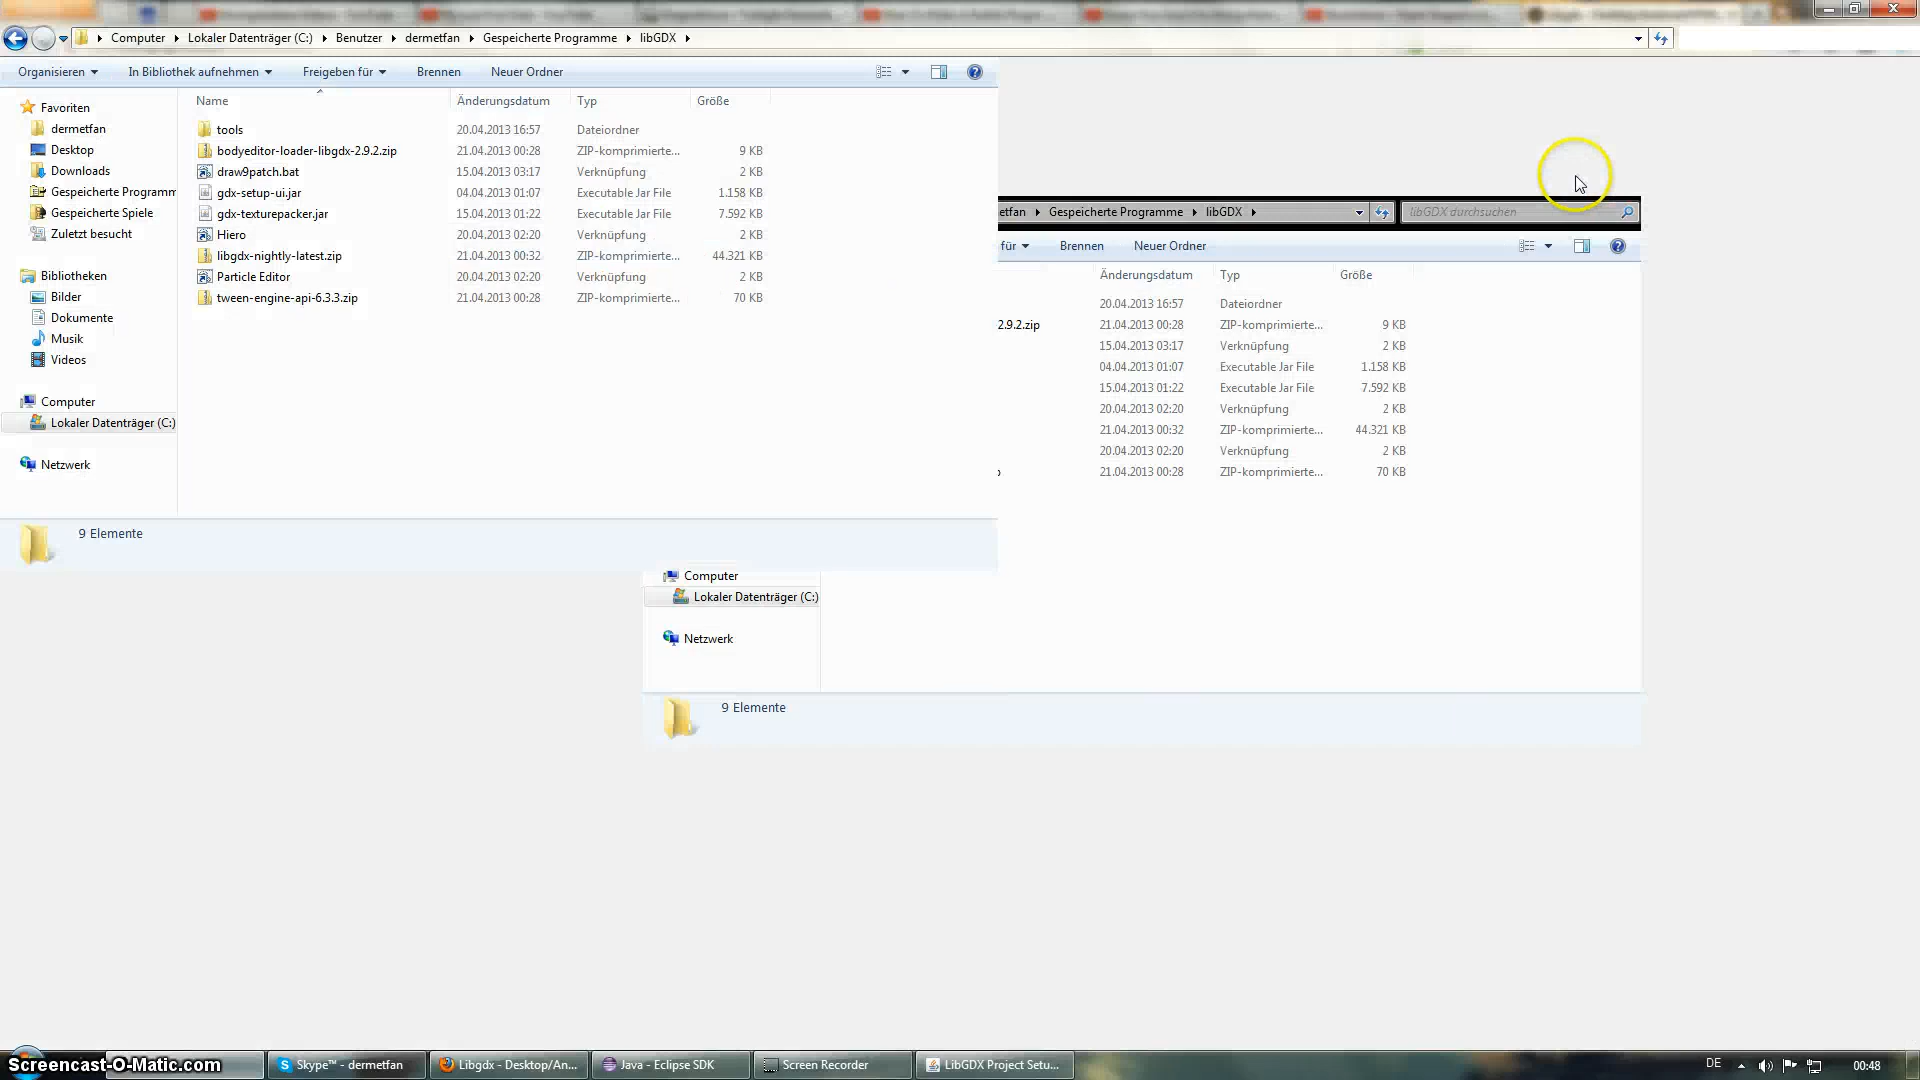 Computer Lokaler Datenträger (C:) Benutzer dermetfan Gespeicherte Programme libGDX
Organisieren In Bibliothek aufnehmen Freigeben für Brennen Neuer Ordner
Favoriten
dermetfan
Desktop
Downloads
Gespeicherte Programm
Gespeicherte Spiele
Zuletzt besucht
Bibliotheken
Bilder
Dokumente
Musik
Videos
Computer
Lokaler Datenträger (C:)
Netzwerk
Name Änderungsdatum Typ Größe
tools 20.04.2013 16:57 Dateiordner
bodyeditor-loader-libgdx-2.9.2.zip 21.04.2013 00:28 ZIP-komprimierte... 9 KB
draw9patch.bat 15.04.2013 03:17 Verknüpfung 2 KB
gdx-setup-ui.jar 04.04.2013 01:07 Executable Jar File 1.158 KB
gdx-texturepacker.jar 15.04.2013 01:22 Executable Jar File 7.592 KB
Hiero 20.04.2013 02:20 Verknüpfung 2 KB
libgdx-nightly-latest.zip 21.04.2013 00:32 ZIP-komprimierte... 44.321 KB
Particle Editor 20.04.2013 02:20 Verknüpfung 2 KB
tween-engine-api-6.3.3.zip 21.04.2013 00:28 ZIP-komprimierte... 70 KB
9 Elemente
etfan Gespeicherte Programme libGDX libGDX durchsuchen
für Brennen Neuer Ordner
Änderungsdatum Typ Größe
20.04.2013 16:57 Dateiordner
2.9.2.zip 21.04.2013 00:28 ZIP-komprimierte... 9 KB
15.04.2013 03:17 Verknüpfung 2 KB
04.04.2013 01:07 Executable Jar File 1.158 KB
15.04.2013 01:22 Executable Jar File 7.592 KB
20.04.2013 02:20 Verknüpfung 2 KB
21.04.2013 00:32 ZIP-komprimierte... 44.321 KB
20.04.2013 02:20 Verknüpfung 2 KB
21.04.2013 00:28 ZIP-komprimierte... 70 KB
Computer
Lokaler Datenträger (C:)
Netzwerk
9 Elemente
Screencast-O-Matic.com Skype™ - dermetfan Libgdx - Desktop/An... Java - Eclipse SDK Screen Recorder LibGDX Project Setu... DE 00:48